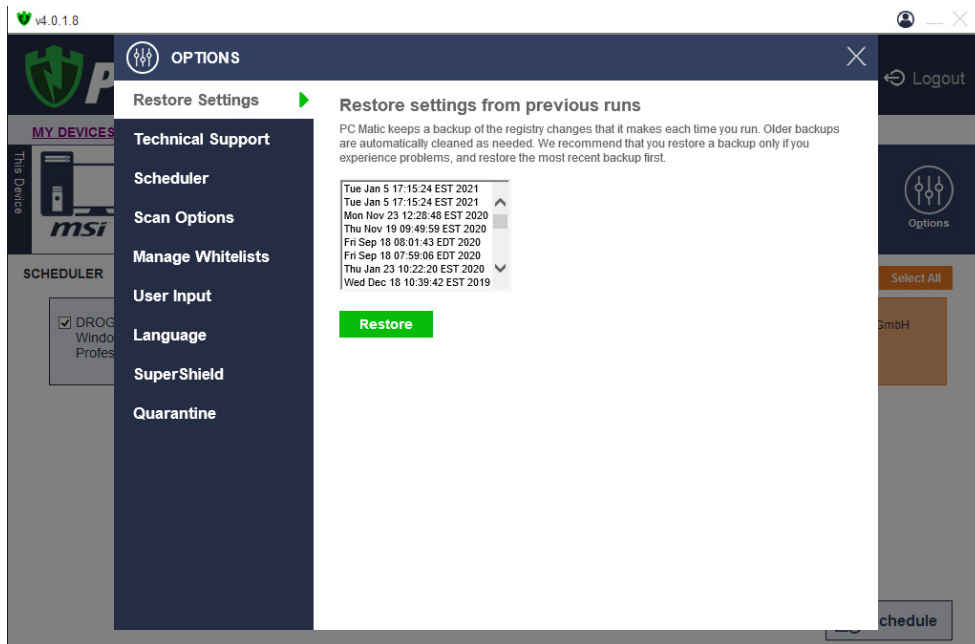 v4.0.1.8
OPTIONS
Logout
Restore Settings
Technical Support
Scheduler
Scan Options
Manage Whitelists
User Input
Language
SuperShield
Quarantine
Restore settings from previous runs
PC Matic keeps a backup of the registry changes that it makes each time you run. Older backups
are automatically cleaned as needed. We recommend that you restore a backup only if you
experience problems, and restore the most recent backup first.
Tue Jan 5 17:15:24 EST 2021
Tue Jan 5 17:15:24 EST 2021
Mon Nov 23 12:28:48 EST 2020
Thu Nov 19 09:49:59 EST 2020
Fri Sep 18 08:01:43 EDT 2020
Fri Sep 18 07:59:06 EDT 2020
Thu Jan 23 10:22:20 EST 2020
Wed Dec 18 10:39:42 EST 2019
Restore
P
MY DEVICES
This Device
msi
Options
SCHEDULER
Select All
DROG
Windo
Profes
GmbH
chedule